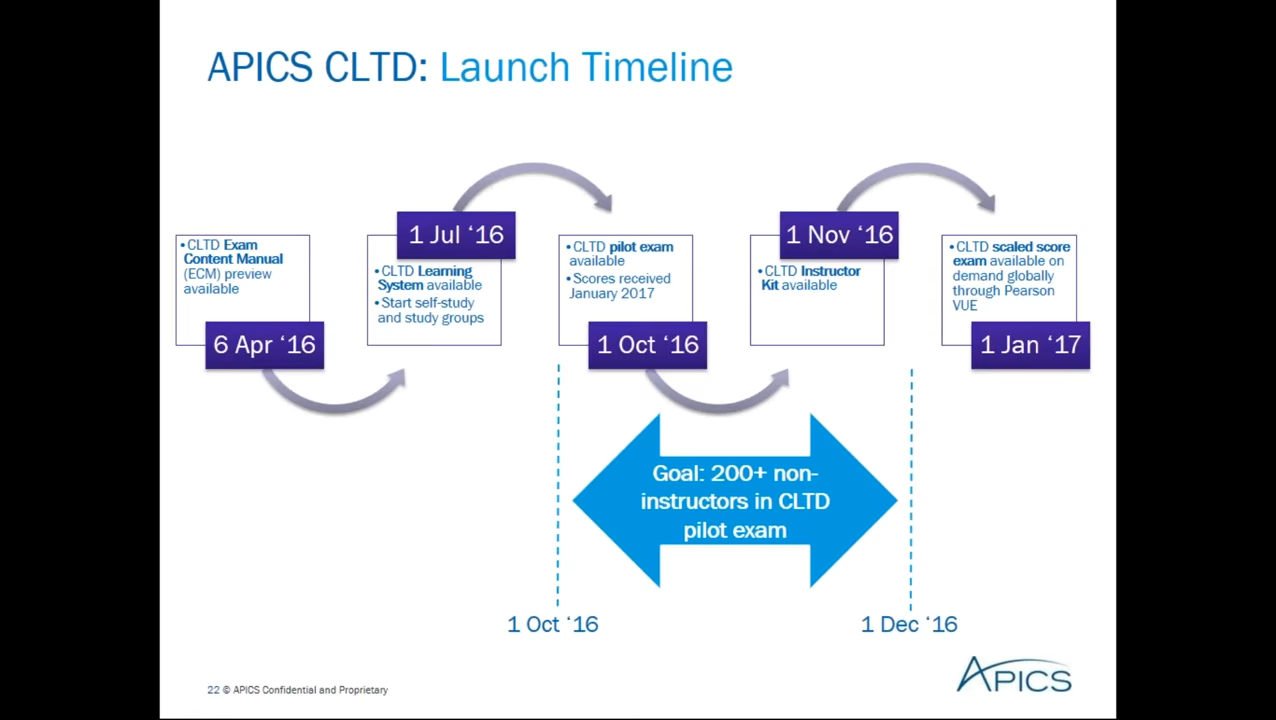 APICS CLTD: Launch Timeline
• CLTD Exam
Content Manual
(ECM) preview
available
6 Apr ‘16
1 Jul ‘16
• CLTD Learning
System available
• Start self-study
and study groups
• CLTD pilot exam
available
• Scores received
January 2017
1 Oct ‘16
1 Nov ‘16
• CLTD Instructor
Kit available
• CLTD scaled score
exam available on
demand globally
through Pearson
VUE
1 Jan ‘17
Goal: 200+ non-
instructors in CLTD
pilot exam
1 Oct ‘16
1 Dec ‘16
22 © APICS Confidential and Proprietary
APICS